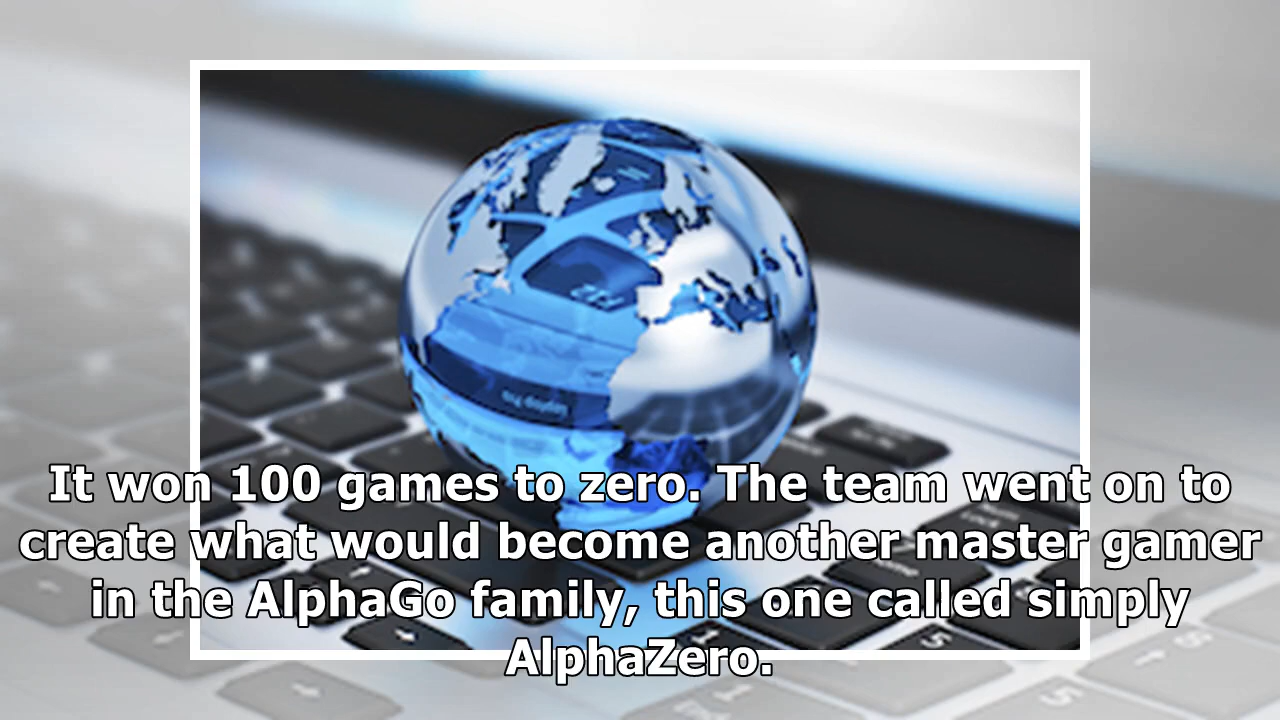 It won 100 games to zero. The team went on to
create what would become another master gamer
in the AlphaGo family, this one called simply
AlphaZero.